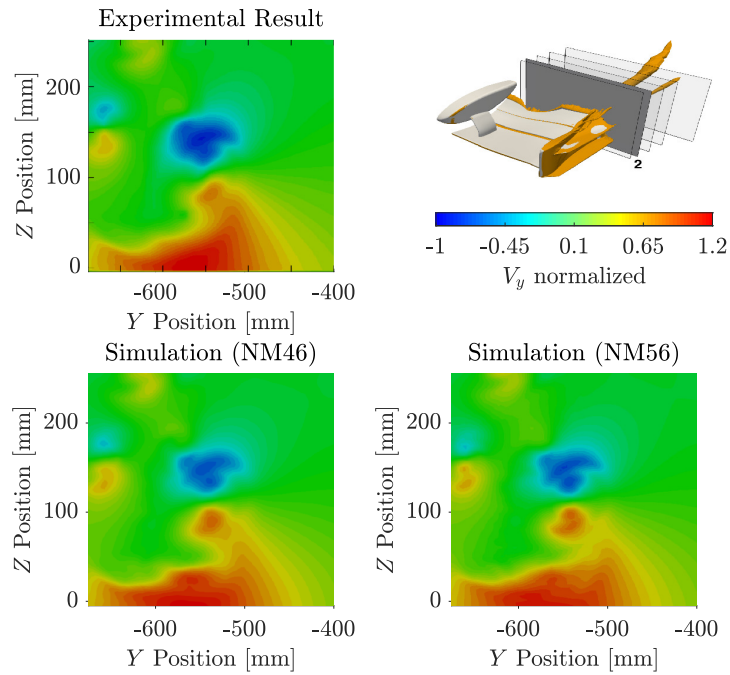 Experimental Result
200
100
0
Z Position [mm]
-600 -500 -400
Y Position [mm]
2
-1 -0.45 0.1 0.65 1.2
V_y normalized
Simulation (NM46)
200
100
0
Z Position [mm]
-600 -500 -400
Y Position [mm]
Simulation (NM56)
200
100
0
Z Position [mm]
-600 -500 -400
Y Position [mm]